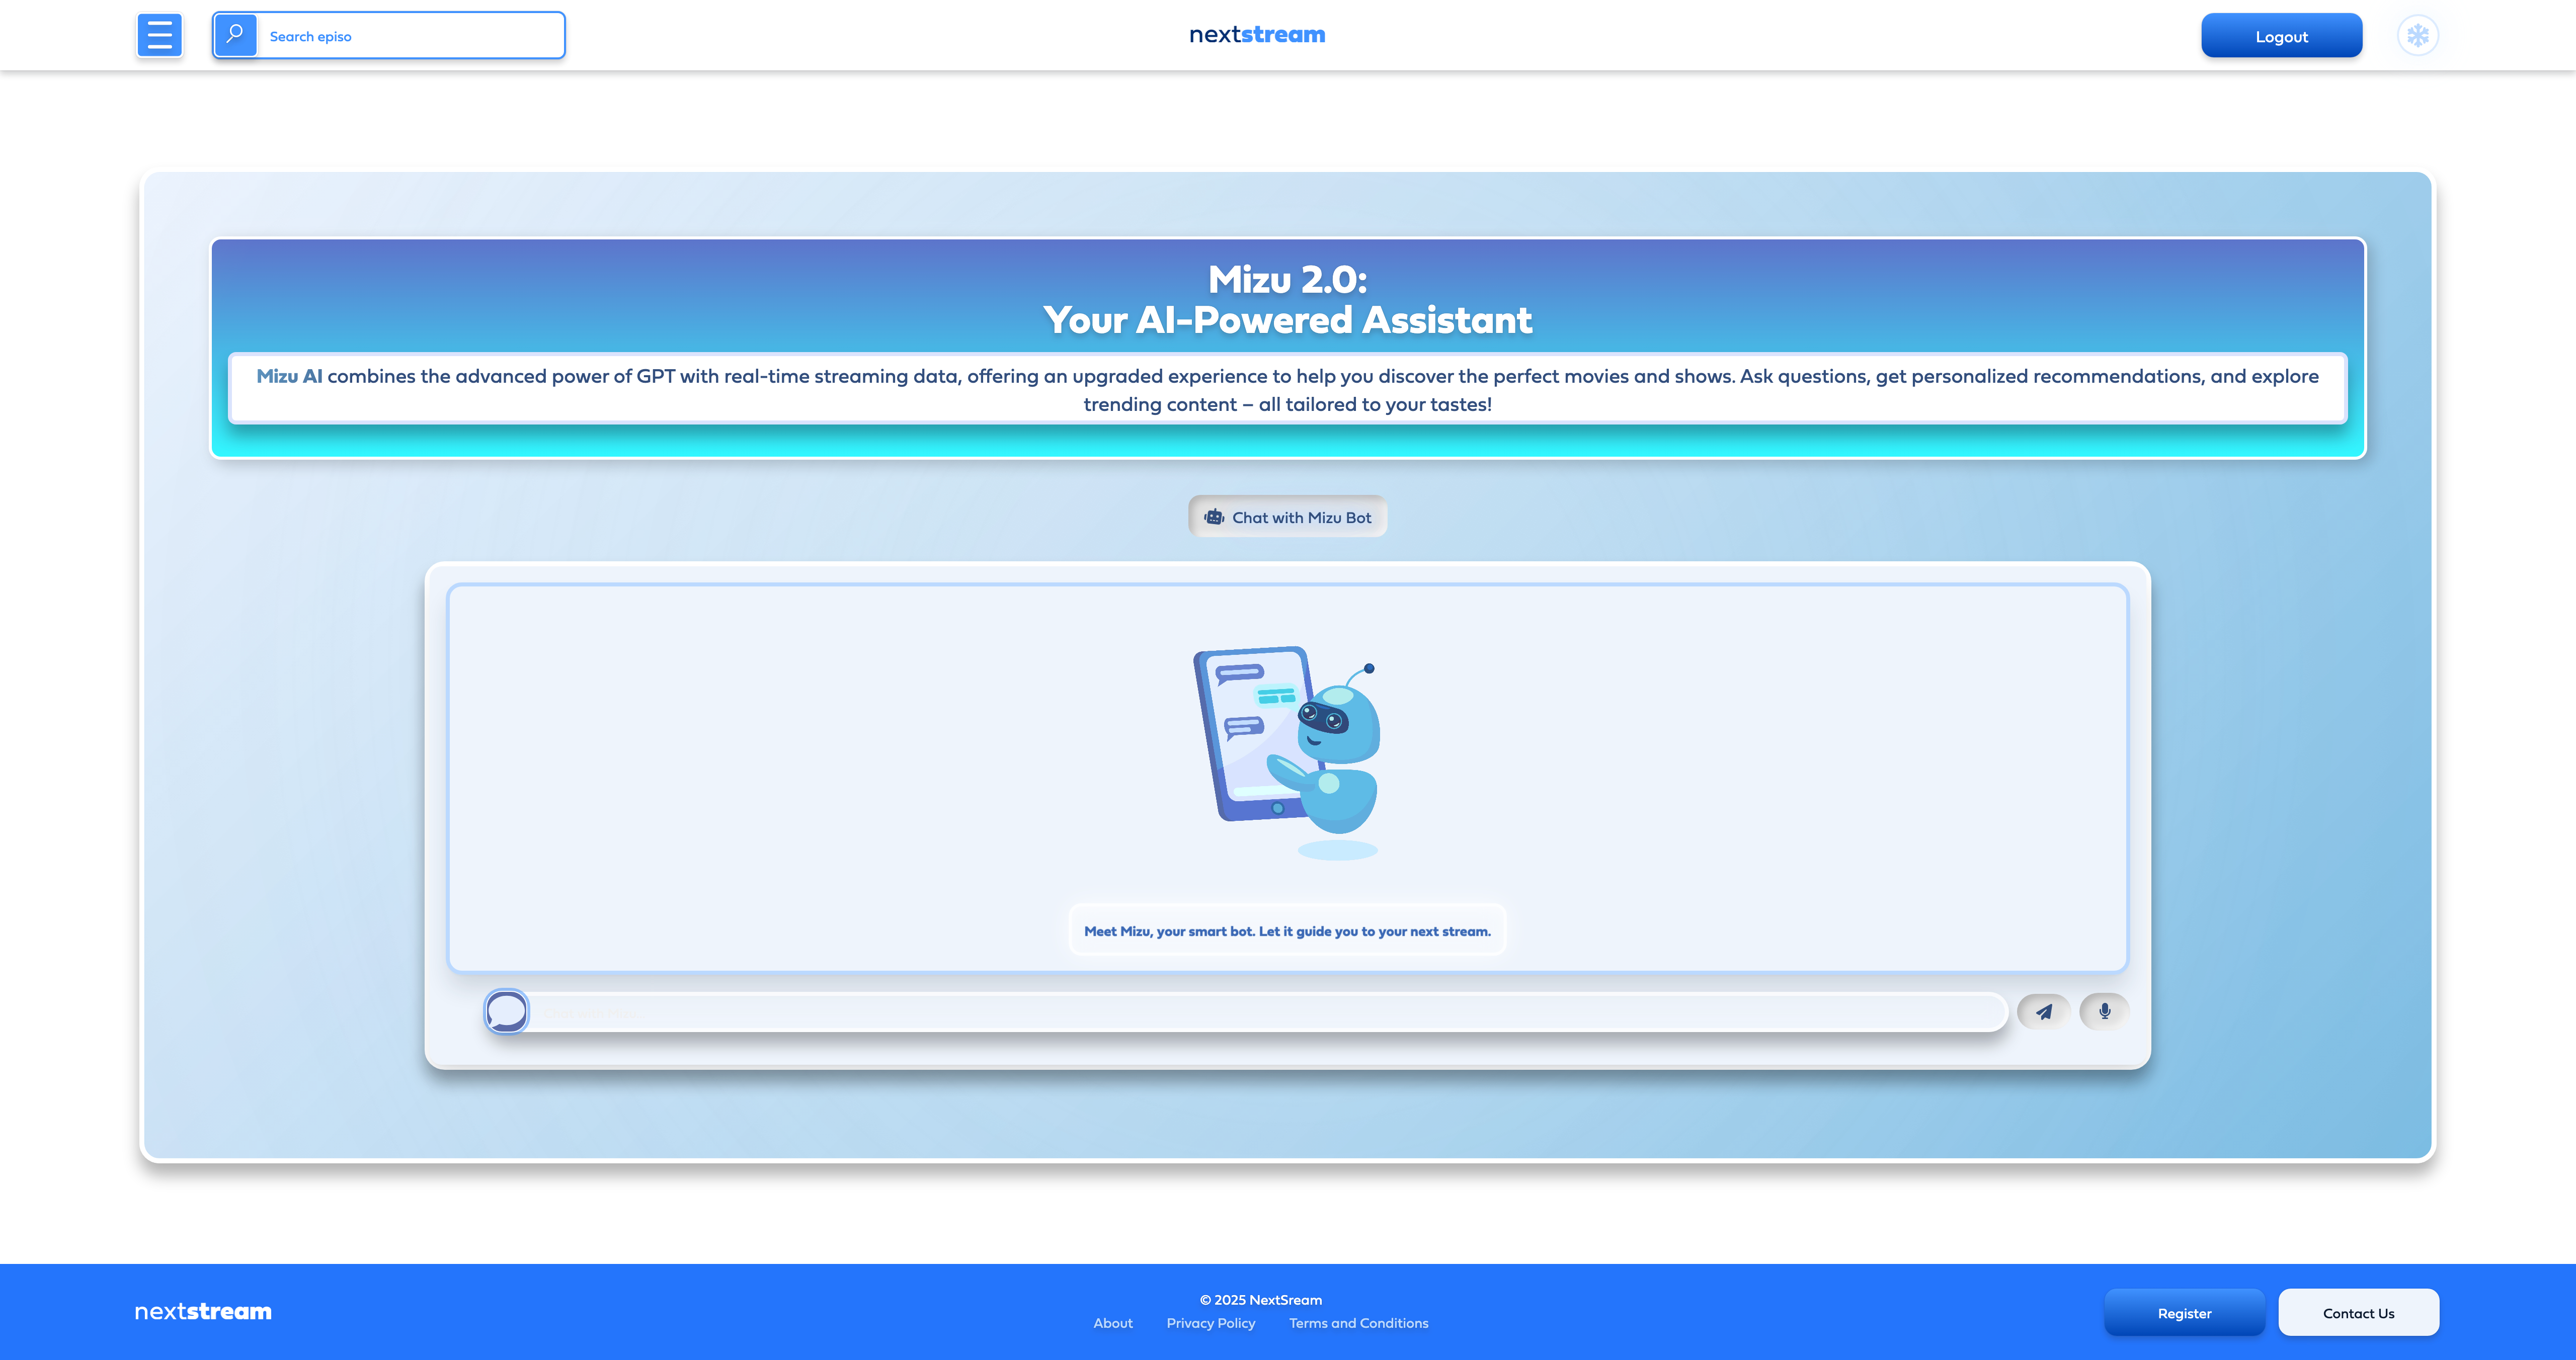 Search episo
nextstream
Logout
Mizu 2.0:
Your AI-Powered Assistant
Mizu AI combines the advanced power of GPT with real-time streaming data, offering an upgraded experience to help you discover the perfect movies and shows. Ask questions, get personalized recommendations, and explore
trending content – all tailored to your tastes!
Chat with Mizu Bot
Meet Mizu, your smart bot. Let it guide you to your next stream.
nextstream
© 2025 NextSream
About Privacy Policy Terms and Conditions
Register
Contact Us